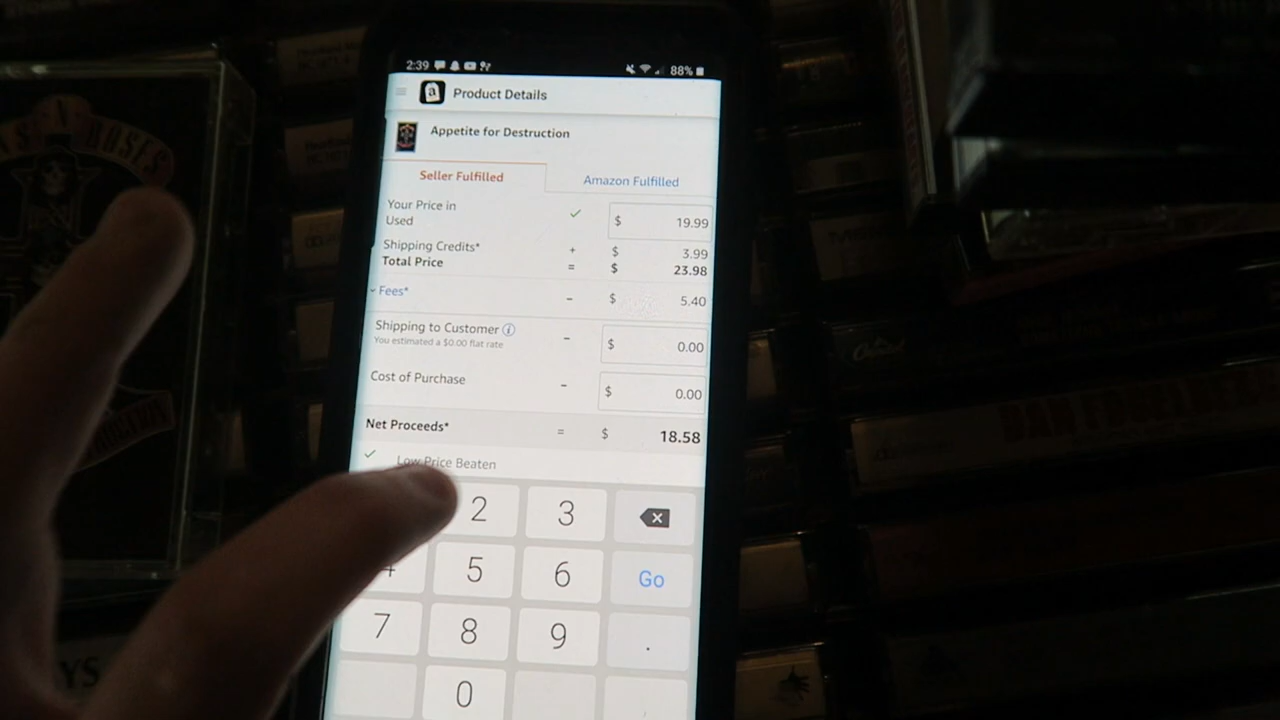 2:39
88%
Product Details
Appetite for Destruction
Seller Fulfilled
Amazon Fulfilled
Your Price in
Used
$ 19.99
Shipping Credits* + $ 3.99
Total Price = $ 23.98
Fees* - $ 5.40
Shipping to Customer
You estimated a $0.00 flat rate
- $ 0.00
Cost of Purchase - $ 0.00
Net Proceeds* = $ 18.58
Low Price Beaten
2 3
4 5 6 Go
7 8 9 .
0
ROSES
YS